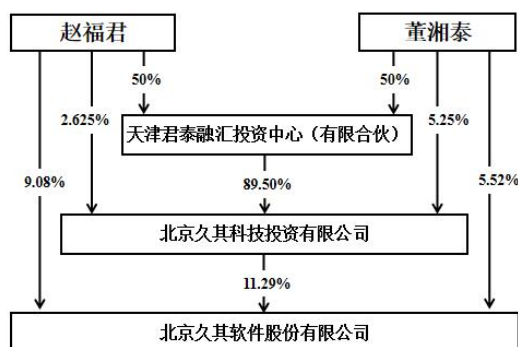 赵福君
董湘泰
50%
50%
2.625%
天津君泰融汇投资中心（有限合伙）
5.25%
9.08%
89.50%
5.52%
北京久其科技投资有限公司
11.29%
北京久其软件股份有限公司